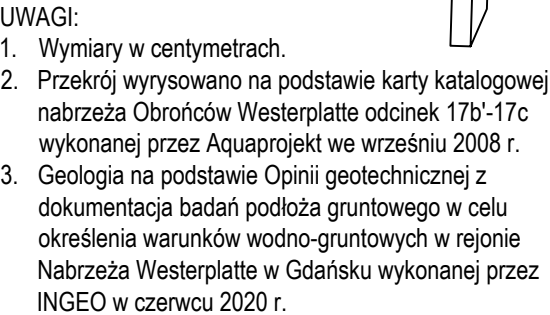 UWAGI:
1. Wymiary w centymetrach.
2. Przekrój wyrysowano na podstawie karty katalogowej
nabrzeża Obrońców Westerplatte odcinek 17b'-17c
wykonanej przez Aquaprojekt we wrześniu 2008 r.
3. Geologia na podstawie Opinii geotechnicznej z
dokumentacja badań podłoża gruntowego w celu
określenia warunków wodno-gruntowych w rejonie
Nabrzeża Westerplatte w Gdańsku wykonanej przez
INGEO w czerwcu 2020 r.